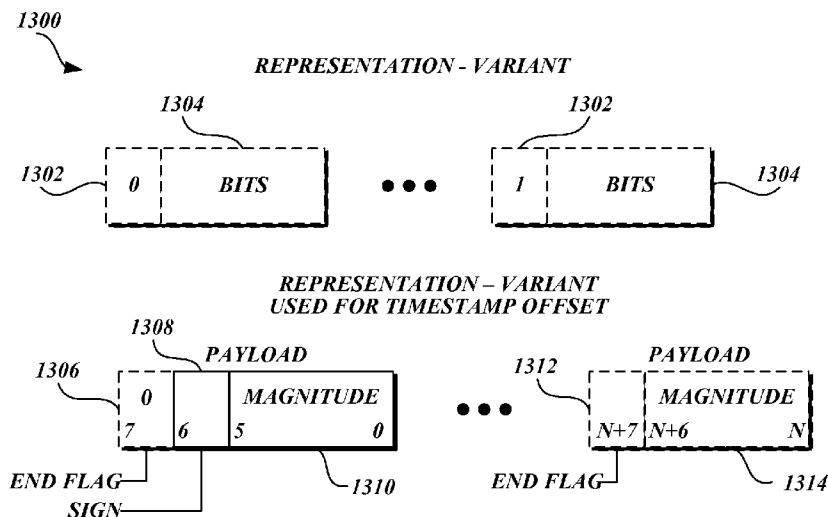 1300
REPRESENTATION - VARIANT
1304
1302
1302
0
BITS
1
BITS
1304
REPRESENTATION – VARIANT
USED FOR TIMESTAMP OFFSET
1308
PAYLOAD
PAYLOAD
1306
1312
0
MAGNITUDE
MAGNITUDE
7
6
5
0
N+7
N+6
N
END FLAG
1310
END FLAG
1314
SIGN